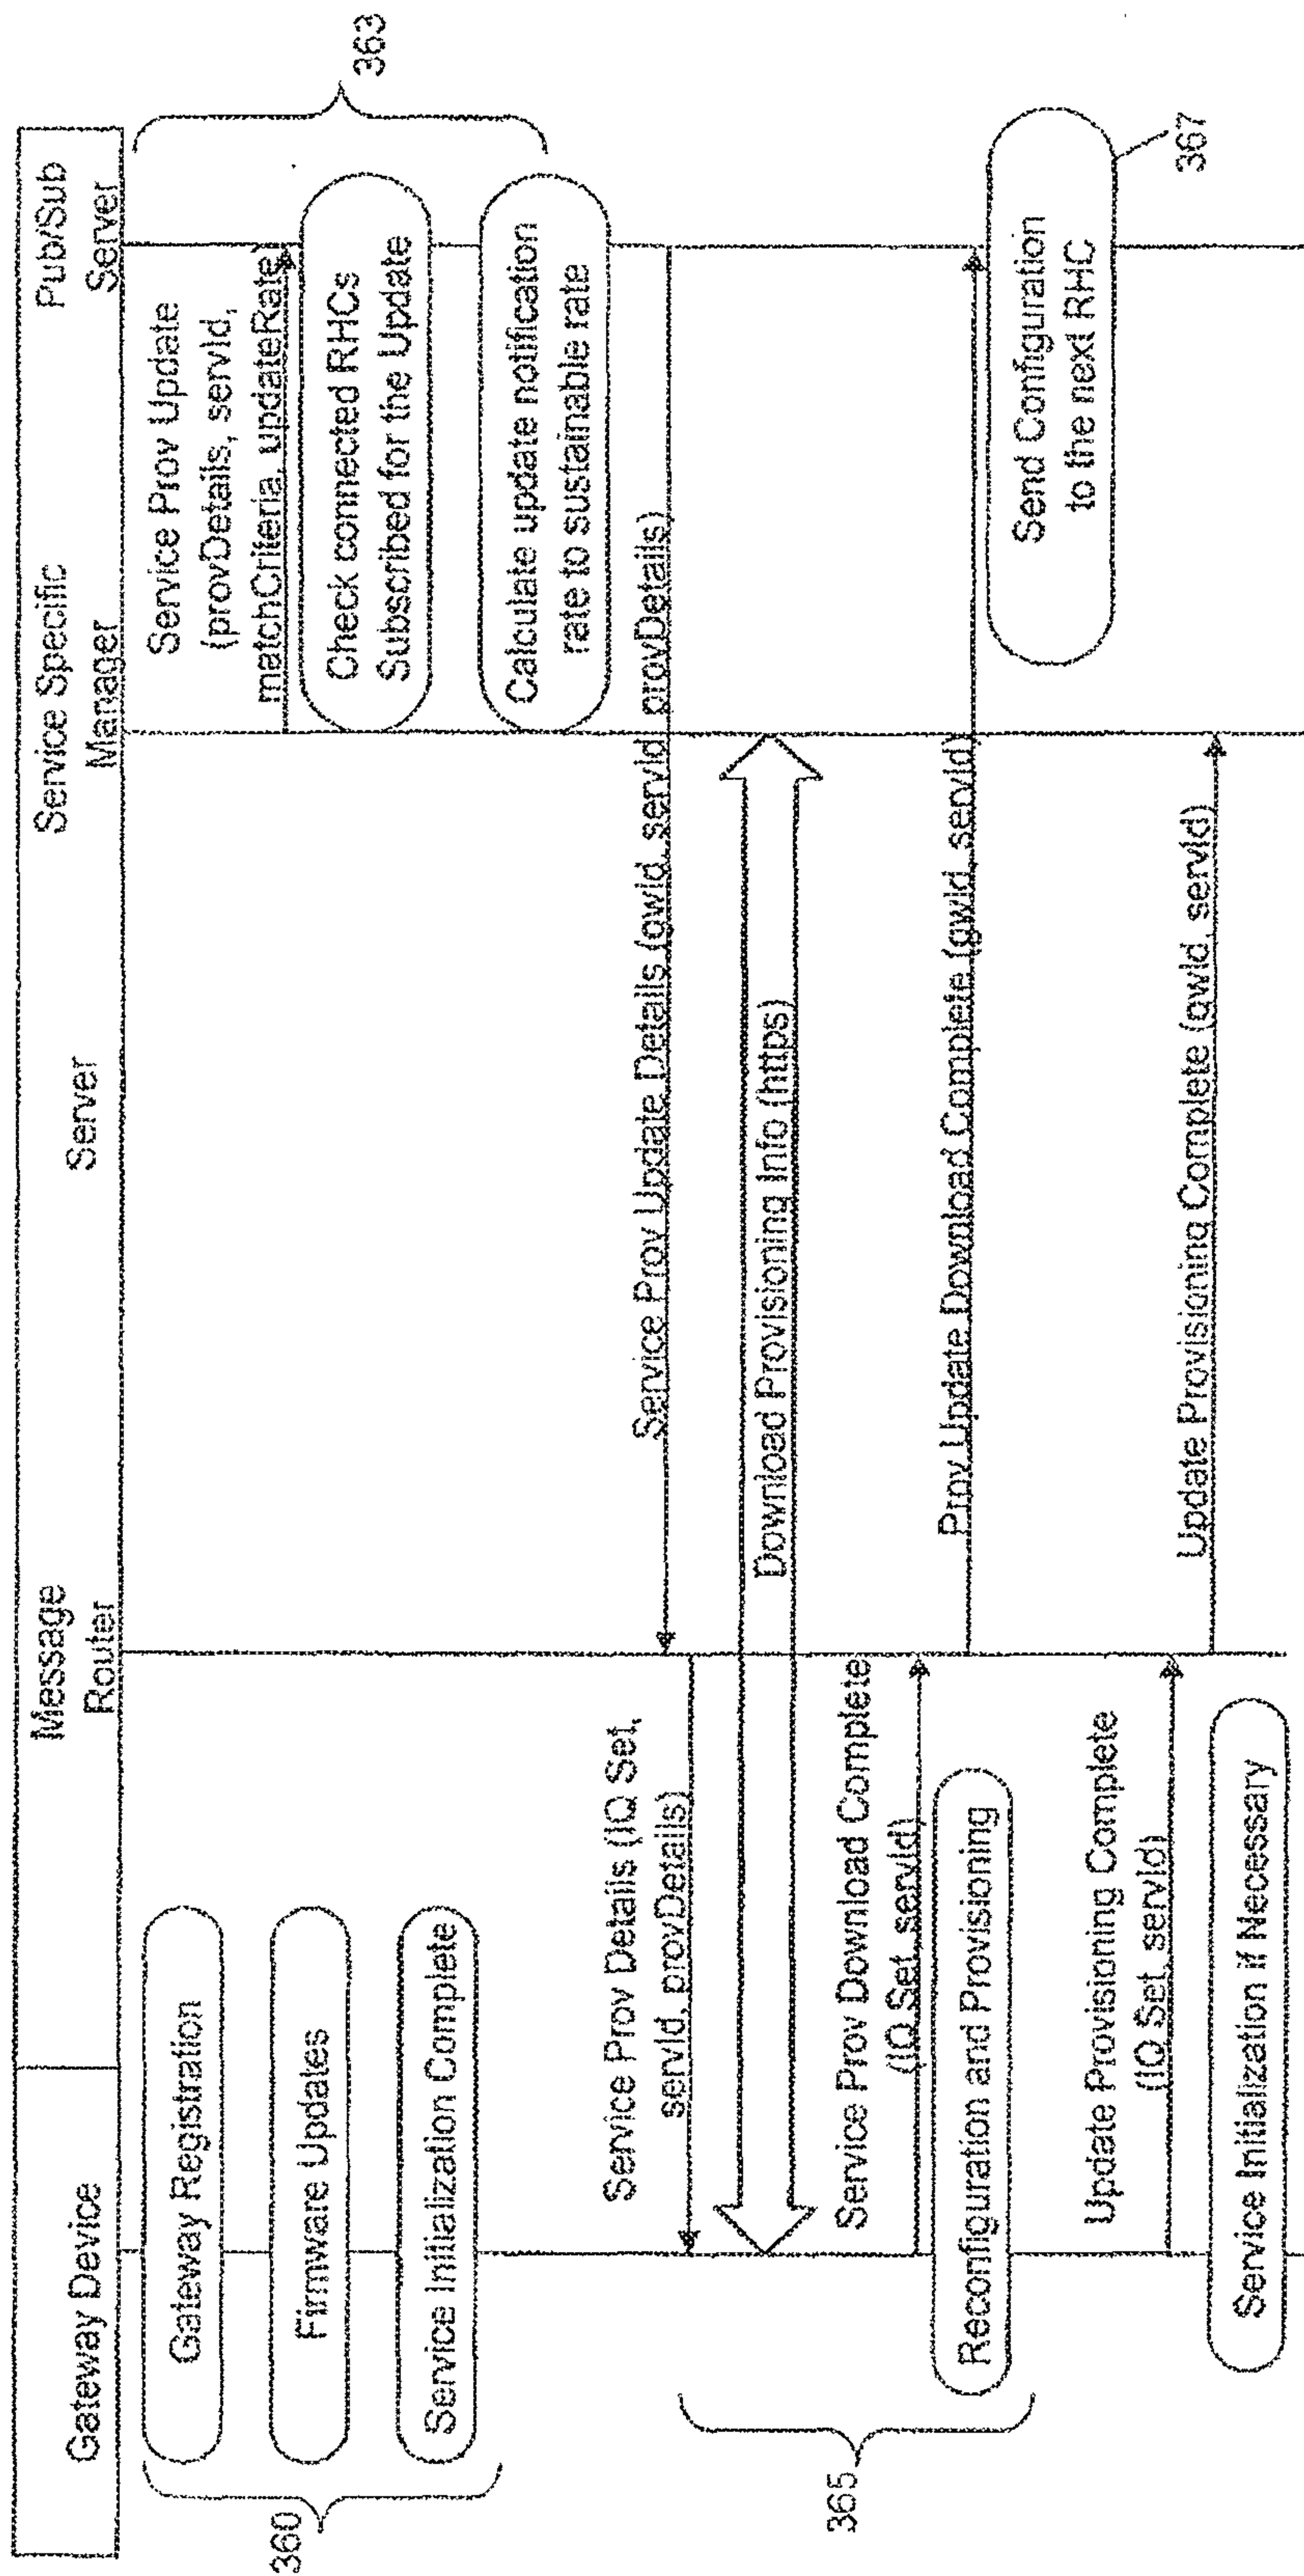 Gateway Device
Message
Router
Server
Service Specific
Manager
Pub/Sub
Server
360
Gateway Registration
Firmware Updates
Service Initialization Complete
Service Prov Update
(provDetails, servId,
matchCriteria, updateRate)
Check connected RHCs
Subscribed for the Update
Calculate update notification
rate to sustainable rate
363
Service Prov Update Details (gwId, servId, provDetails)
Service Prov Details (IQ Set,
servId, provDetails)
Download Provisioning Info (https)
365
Service Prov Download Complete
(IQ Set, servId)
Prov Update Download Complete (gwId, servId)
Reconfiguration and Provisioning
Send Configuration
to the next RHC
367
Update Provisioning Complete
(IQ Set, servId)
Update Provisioning Complete (gwId, servId)
Service Initialization if Necessary